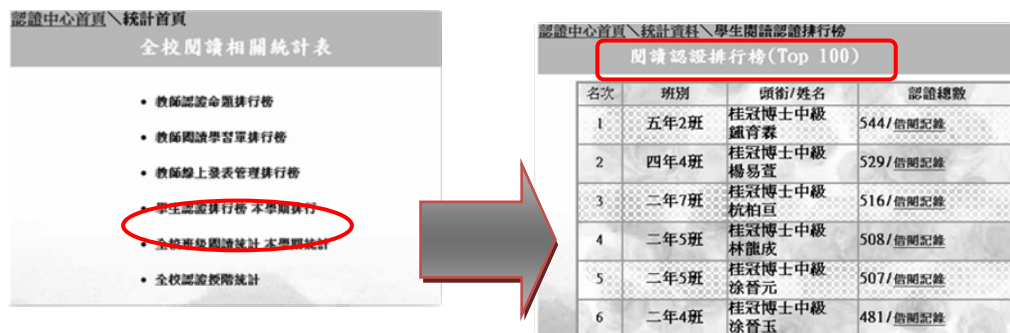 認證中心首頁\統計首頁
全校閱讀相關統計表
• 教師認證命題排行榜
• 教師閱讀學習單排行榜
• 教師線上發表管理排行榜
• 學生認證排行榜 本學期排行
• 全校班級閱讀統計 本學期統計
• 全校認證授階統計
認證中心首頁\統計資料\學生閱讀認證排行榜
閱讀認證排行榜(Top 100)
名次 班別 頭銜/姓名 認證總數
1 五年2班 桂冠博士中級 鍾育霖 544/借閱記錄
2 四年4班 桂冠博士中級 楊易萱 529/借閱記錄
3 二年7班 桂冠博士中級 杭柏亘 516/借閱記錄
4 二年5班 桂冠博士中級 林龍成 508/借閱記錄
5 二年5班 桂冠博士中級 涂晉元 507/借閱記錄
6 二年4班 桂冠博士中級 涂晉玉 481/借閱記錄